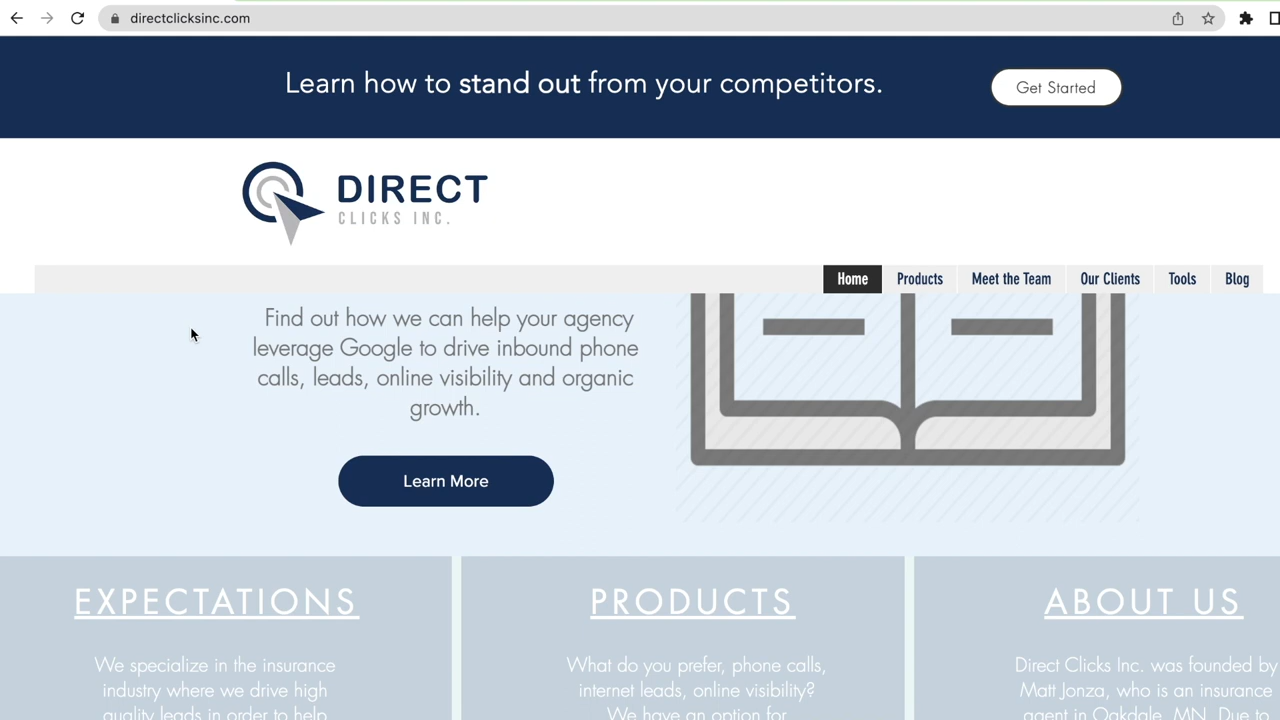 directclicksinc.com
Learn how to stand out from your competitors.
Get Started
DIRECT
CLICKS INC.
Home
Products
Meet the Team
Our Clients
Tools
Blog
Find out how we can help your agency
leverage Google to drive inbound phone
calls, leads, online visibility and organic
growth.
Learn More
EXPECTATIONS
We specialize in the insurance
industry where we drive high
quality leads in order to help
PRODUCTS
What do you prefer, phone calls,
internet leads, online visibility?
We have an option for
ABOUT US
Direct Clicks Inc. was founded by
Matt Jonza, who is an insurance
agent in Oakdale, MN. Due to